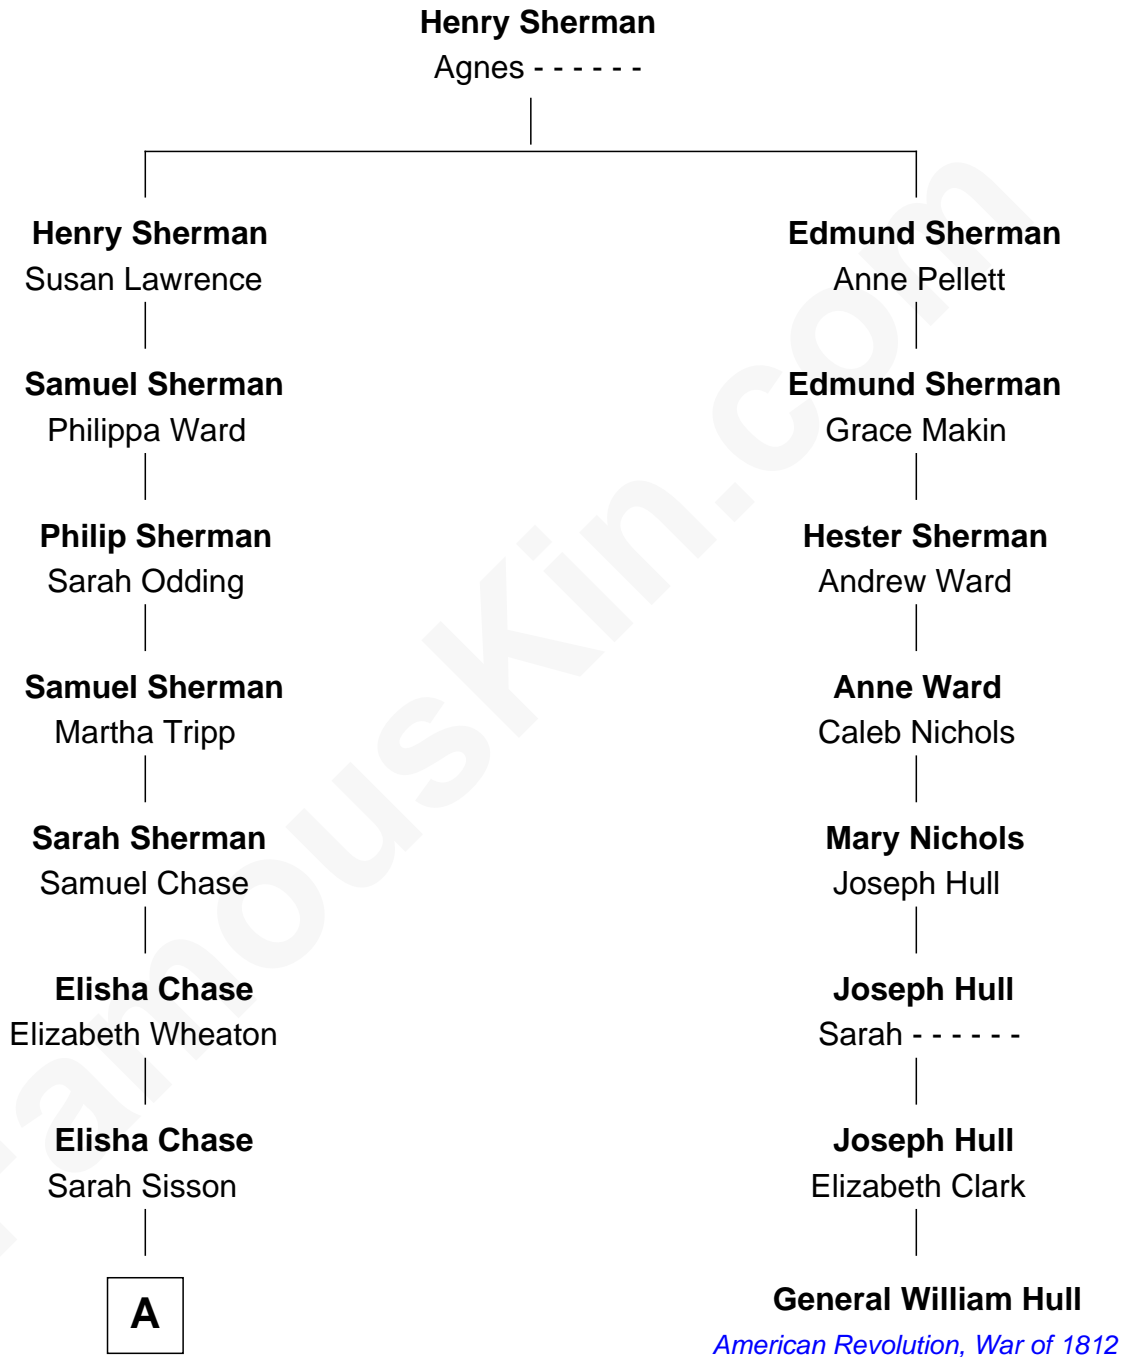 Henry Sherman
Agnes - - - - - -
Henry Sherman
Susan Lawrence
Edmund Sherman
Anne Pellett
Samuel Sherman
Philippa Ward
Edmund Sherman
Grace Makin
Philip Sherman
Sarah Odding
Hester Sherman
Andrew Ward
Samuel Sherman
Martha Tripp
Anne Ward
Caleb Nichols
Sarah Sherman
Samuel Chase
Mary Nichols
Joseph Hull
Elisha Chase
Elizabeth Wheaton
Joseph Hull
Sarah - - - - - -
Elisha Chase
Sarah Sisson
Joseph Hull
Elizabeth Clark
A
General William Hull
American Revolution, War of 1812
FamousKin.com